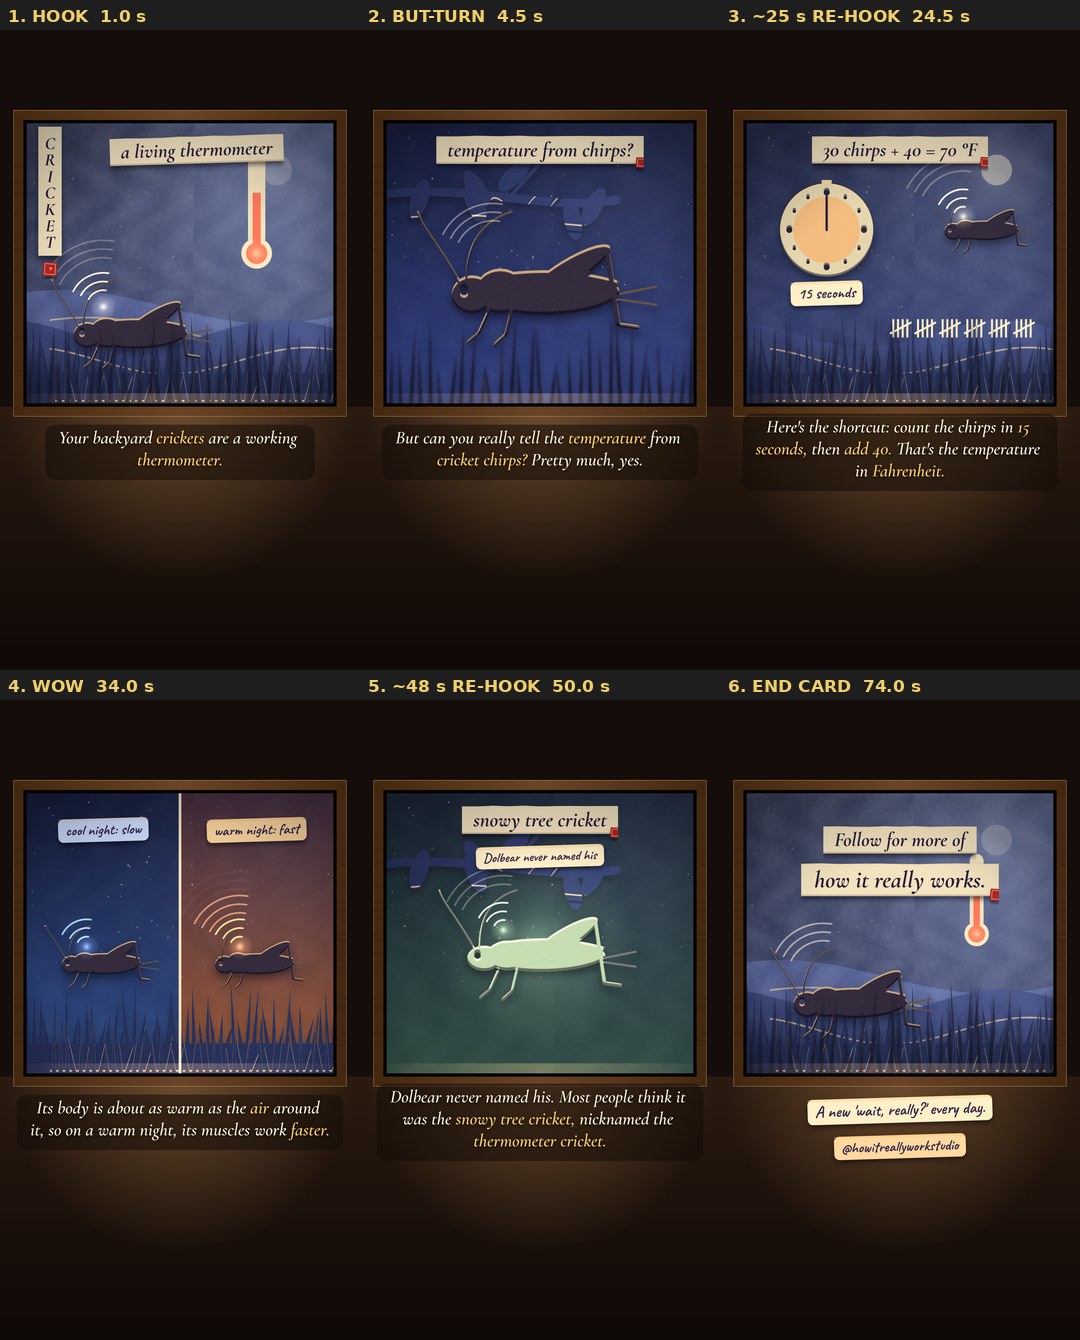 1. HOOK 1.0 s
2. BUT-TURN 4.5 s
3. ~25 s RE-HOOK 24.5 s
CRICKET
a living thermometer
Your backyard crickets are a working
thermometer.
temperature from chirps?
But can you really tell the temperature from
cricket chirps? Pretty much, yes.
30 chirps + 40 = 70 °F
15 seconds
Here's the shortcut: count the chirps in 15
seconds, then add 40. That's the temperature
in Fahrenheit.
4. WOW 34.0 s
5. ~48 s RE-HOOK 50.0 s
6. END CARD 74.0 s
cool night: slow
warm night: fast
Its body is about as warm as the air around
it, so on a warm night, its muscles work faster.
snowy tree cricket
Dolbear never named his
Dolbear never named his. Most people think it
was the snowy tree cricket, nicknamed the
thermometer cricket.
Follow for more of
how it really works.
A new 'wait, really?' every day.
@howitreallyworkstudio